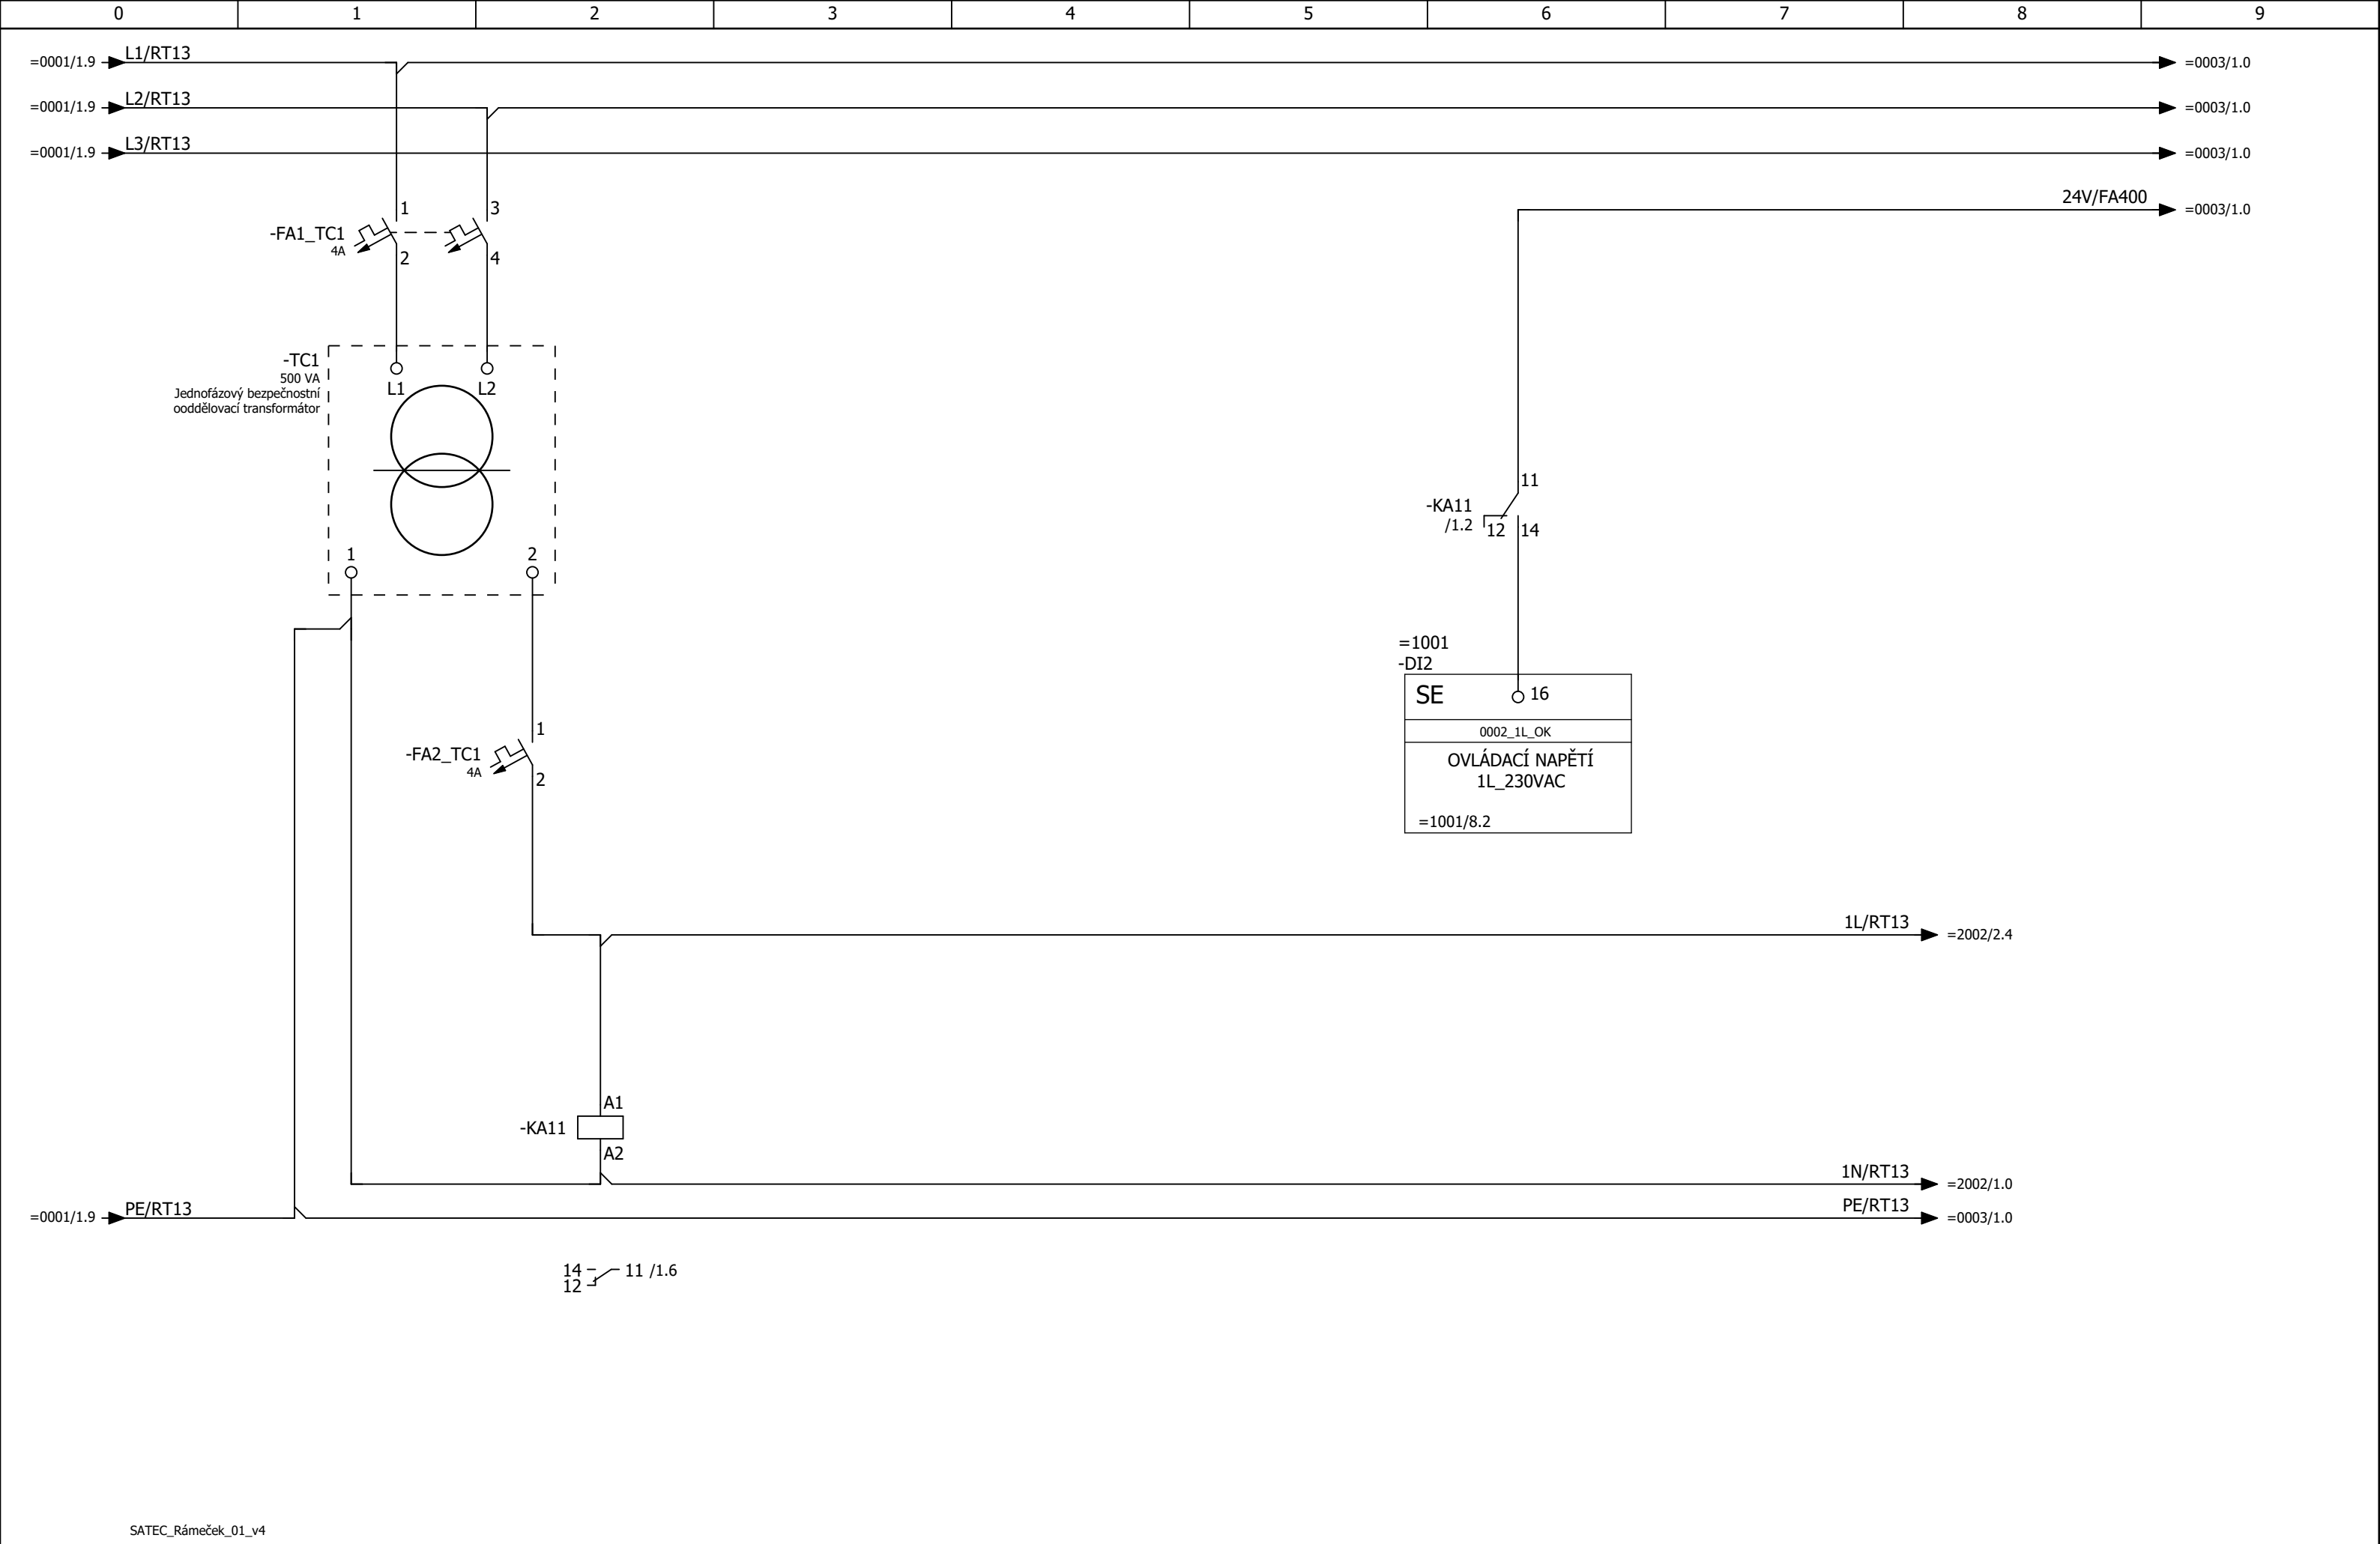 0 1 2 3 4 5 6 7 8 9
=0001/1.9 L1/RT13 =0003/1.0
=0001/1.9 L2/RT13 =0003/1.0
=0001/1.9 L3/RT13 =0003/1.0
24V/FA400 =0003/1.0
1 3
-FA1_TC1
4A
2 4
-TC1
500 VA
Jednofázový bezpečnostní
ooddělovací transformátor
L1 L2
1 2
11
-KA11
/1.2
12 14
=1001
-DI2
SE 16
0002_1L_OK
OVLÁDACÍ NAPĚTÍ
1L_230VAC
=1001/8.2
1
-FA2_TC1
4A
2
1L/RT13 =2002/2.4
A1
-KA11
A2
1N/RT13 =2002/1.0
=0001/1.9 PE/RT13 PE/RT13 =0003/1.0
14 11 /1.6
12
SATEC_Rámeček_01_v4